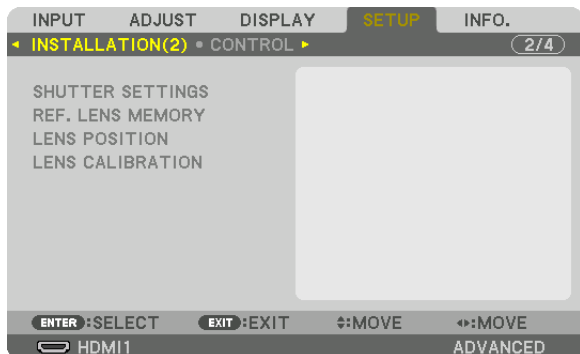 INPUT ADJUST DISPLAY SETUP INFO.
INSTALLATION(2) CONTROL 2/4
SHUTTER SETTINGS
REF. LENS MEMORY
LENS POSITION
LENS CALIBRATION
ENTER :SELECT EXIT :EXIT :MOVE :MOVE
HDMI1 ADVANCED